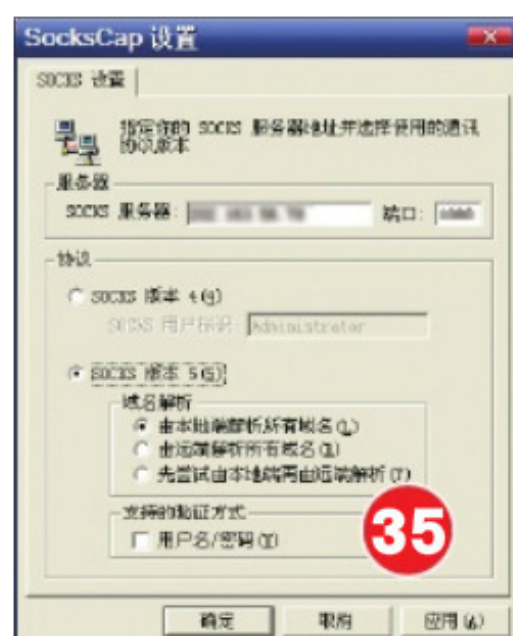 SocksCap 设置
SOCKS 设置
指定你的 SOCKS 服务器地址并选择使用的通讯
协议版本
服务器
SOCKS 服务器: 端口:
协议
SOCKS 版本 4(4)
SOCKS 用户标识: Administrator
SOCKS 版本 5(5)
域名解析
由本地端解析所有域名(L)
由远端解析所有域名(R)
先尝试由本地端再由远端解析(T)
支持的验证方式
用户名/密码(Y)
35
确定 取消 应用(A)